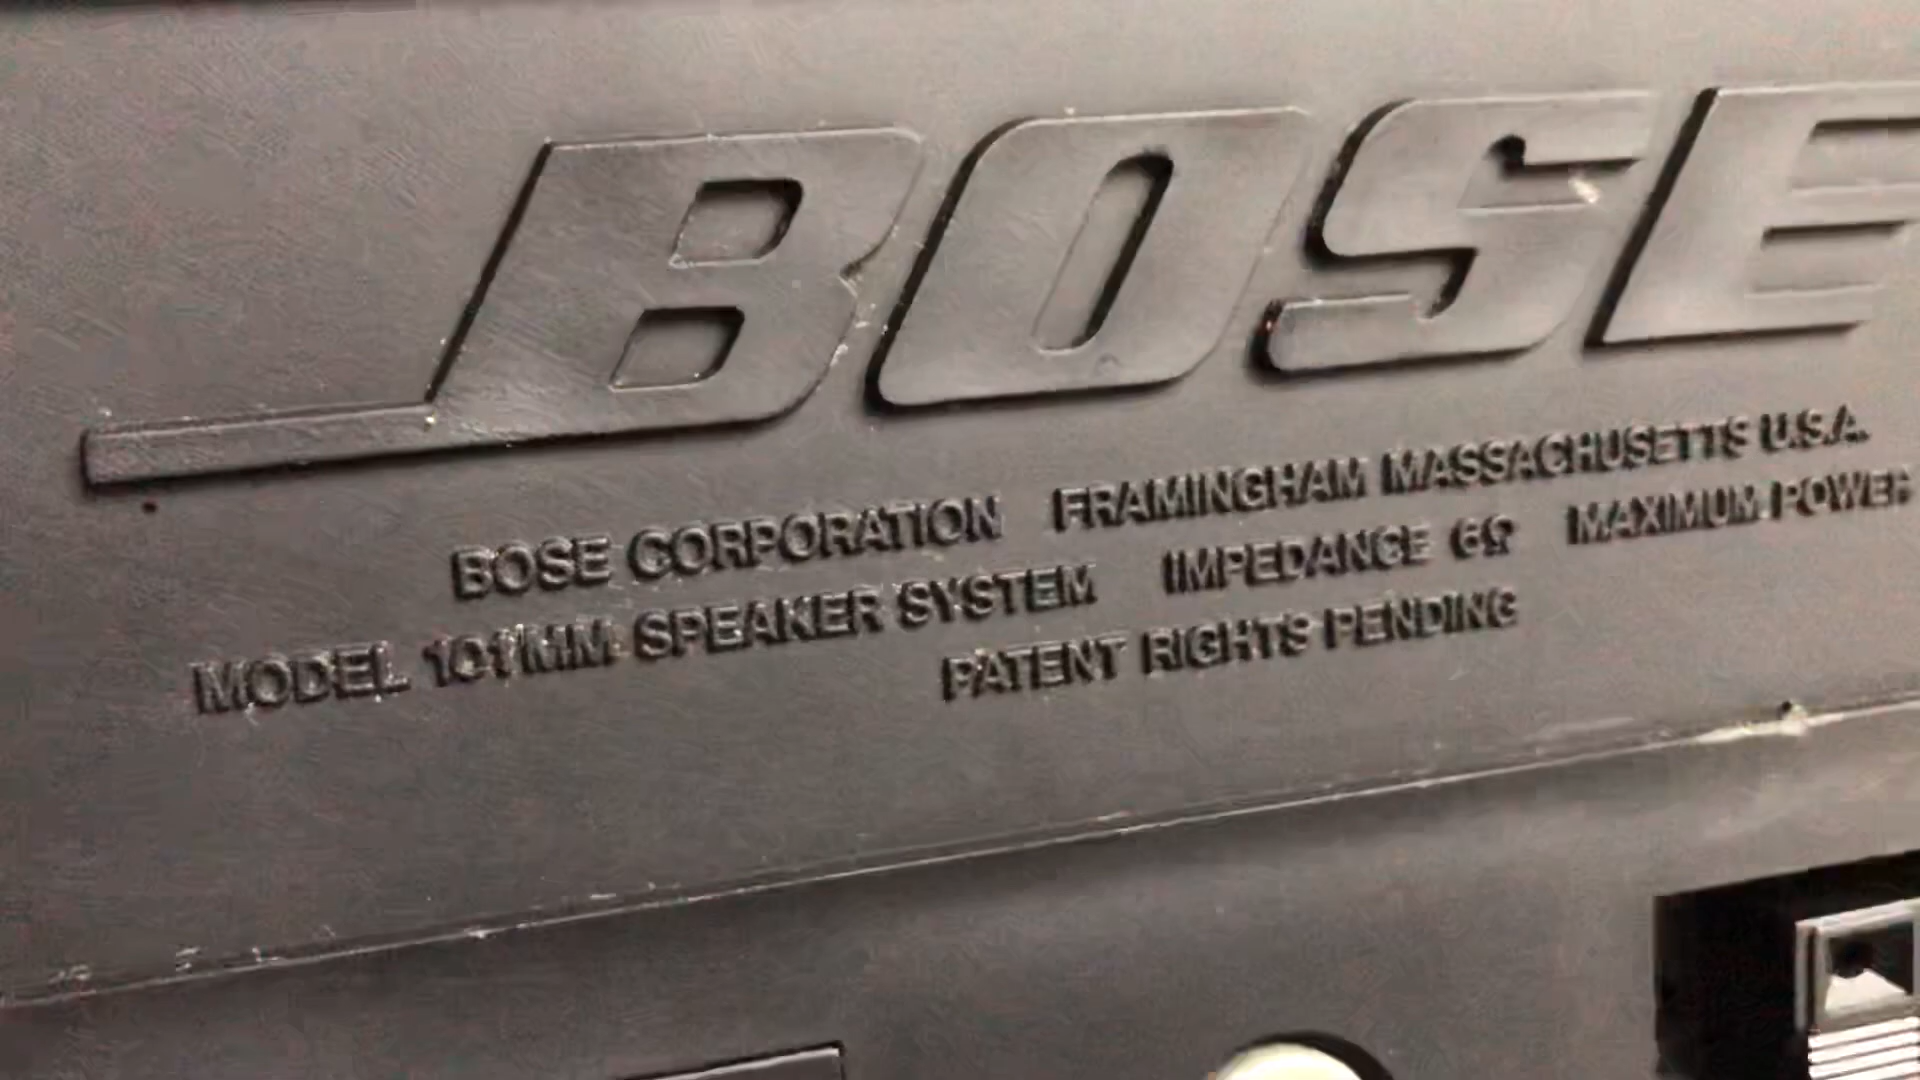 BOSE
BOSE CORPORATION FRAMINGHAM MASSACHUSETTS U.S.A.
MODEL 101MM SPEAKER SYSTEM IMPEDANCE 6Ω MAXIMUM POWER
PATENT RIGHTS PENDING